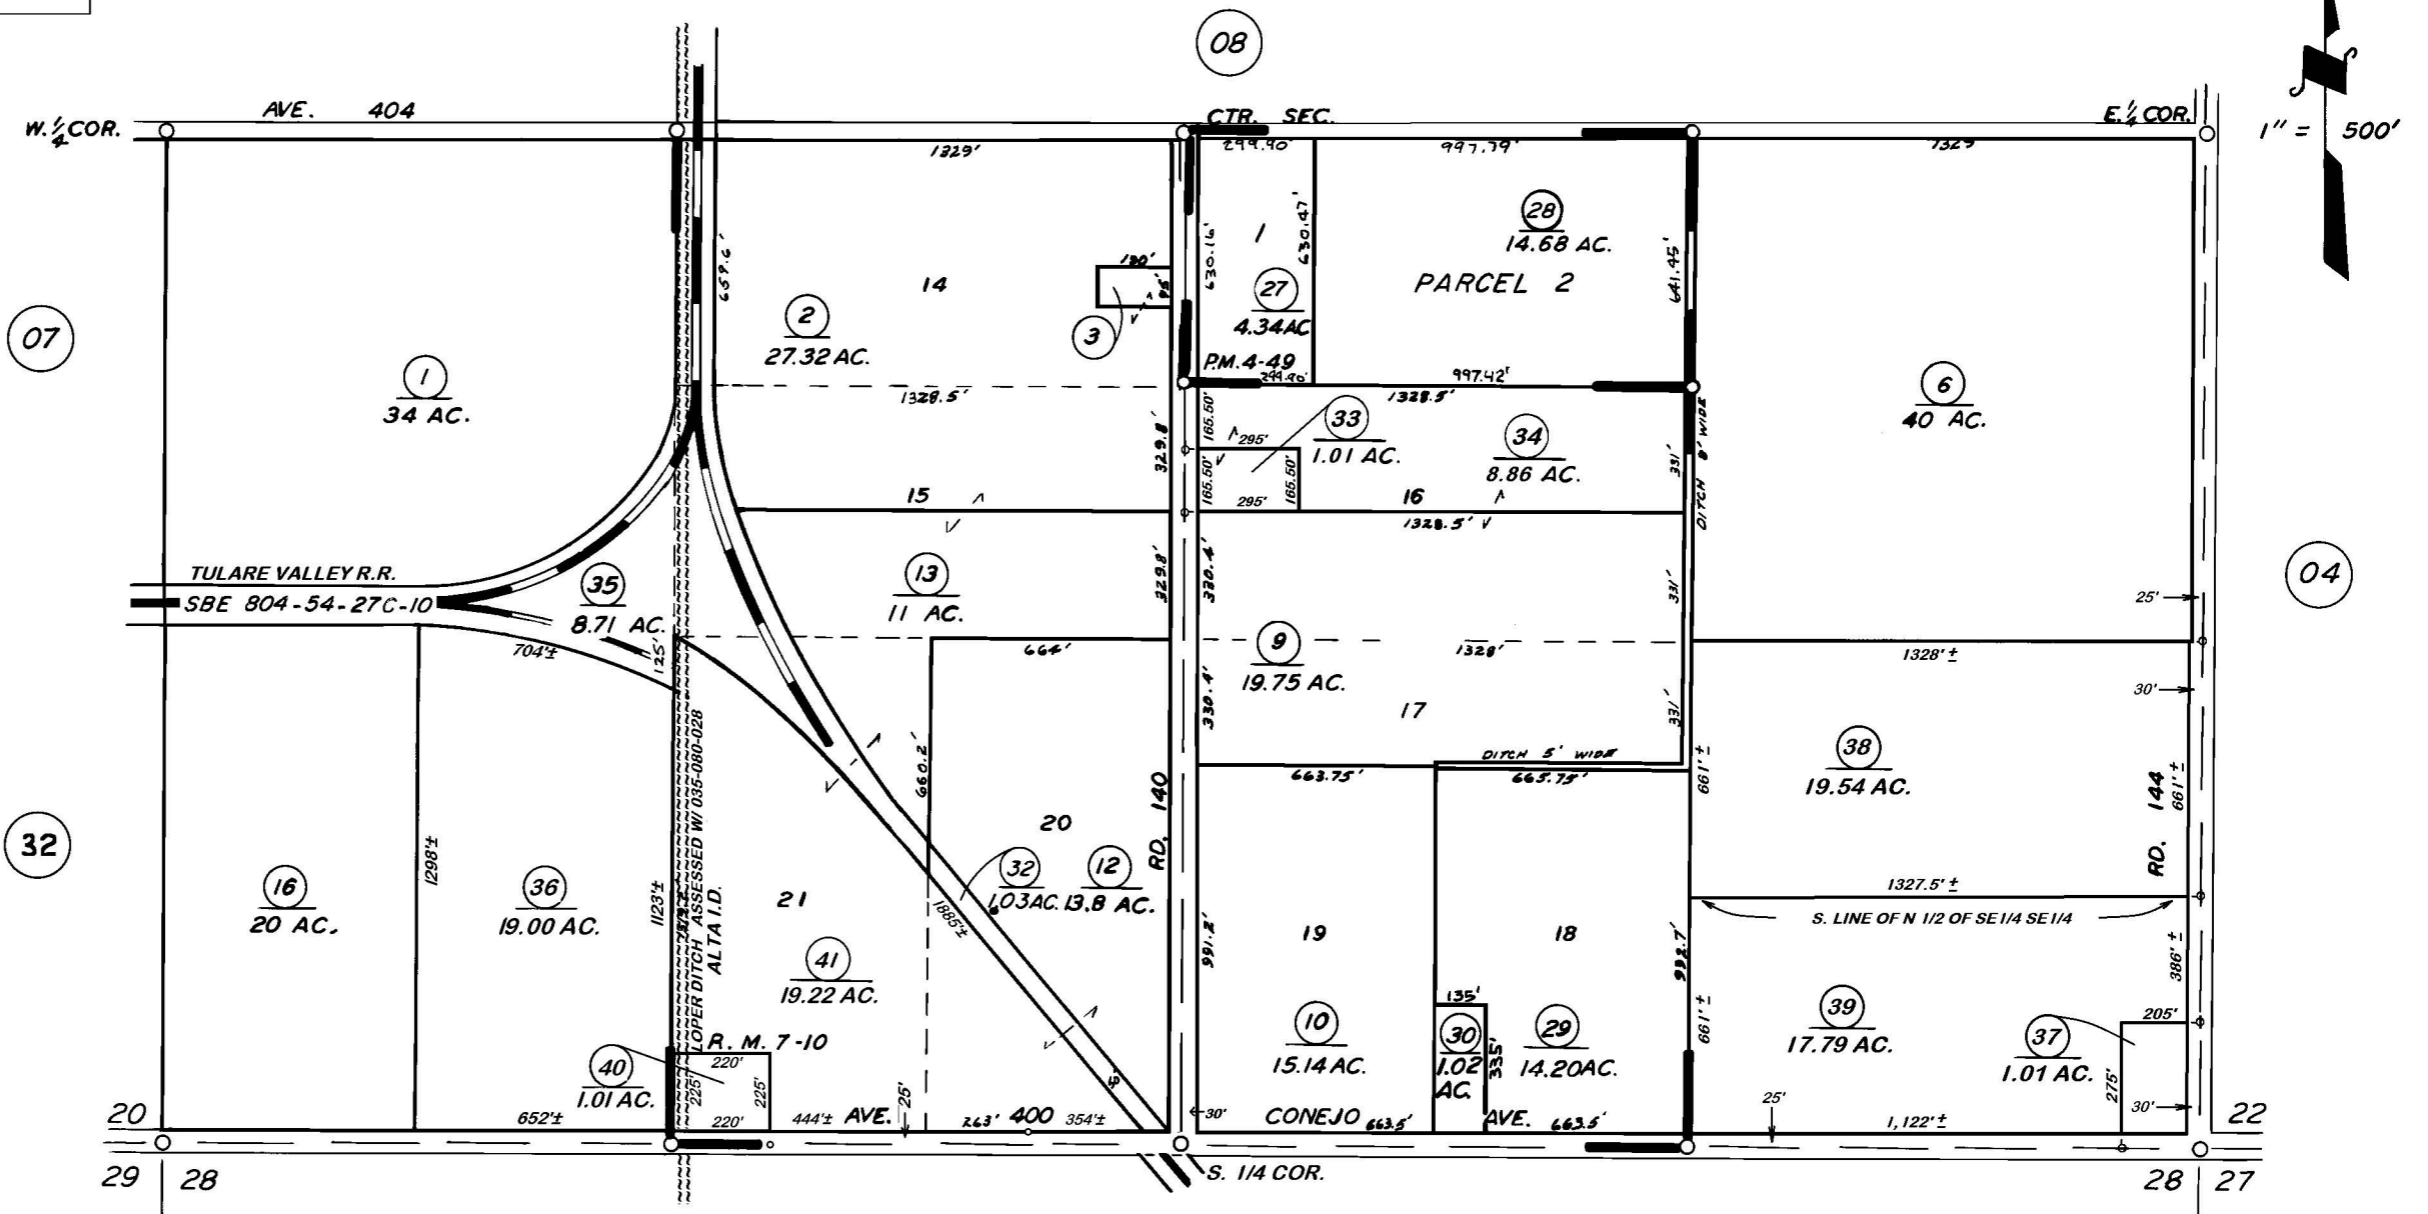 08
AVE. 404
W. 1/4 COR.
CTR. SEC.
E. 1/4 COR.
1" = 500'
1329'
299.90'
997.79'
1329'
659.6'
14
120'
95'
3
2
27.32 AC.
630.16'
1
630.47'
27
4.34AC
P.M. 4-49
299.90'
28
14.68 AC.
PARCEL 2
641.45'
997.42'
07
1
34 AC.
6
40 AC.
1328.5'
1328.5'
329.8'
165.50'
295'
33
1.01 AC.
34
8.86 AC.
331'
DITCH 8' WIDE
165.50'
165.50'
295'
15
16
1328.5'
TULARE VALLEY R.R.
SBE 804-54-27C-10
35
8.71 AC.
704'±
125'
13
11 AC.
329.8'
330.4'
331'
664'
9
19.75 AC.
1328'
330.4'
331'
17
04
25'
1328'±
30'
DITCH 5' WIDE
663.75'
665.75'
661'±
38
19.54 AC.
RD. 144
661'±
660.2'
20
RD. 140
32
1298'±
16
20 AC.
36
19.00 AC.
1123'±
LOPER DITCH ASSESSED W/ 035-080-028
ALTA I.D.
21
41
19.22 AC.
32
1.03AC.
12
13.8 AC.
1885'±
991.2'
19
18
992.7'
1327.5'±
S. LINE OF N 1/2 OF SE1/4 SE1/4
386'±
R. M. 7-10
40
1.01 AC.
220'
225'
225'
220'
10
15.14 AC.
135'
30
1.02
AC.
335'
29
14.20AC.
661'±
39
17.79 AC.
37
1.01 AC.
205'
275'
30'
20
652'±
444'±
AVE. 400
25'
263'
354'±
30'
CONEJO AVE.
663.5'
663.5'
25'
1,122'±
22
29
28
S. 1/4 COR.
28
27